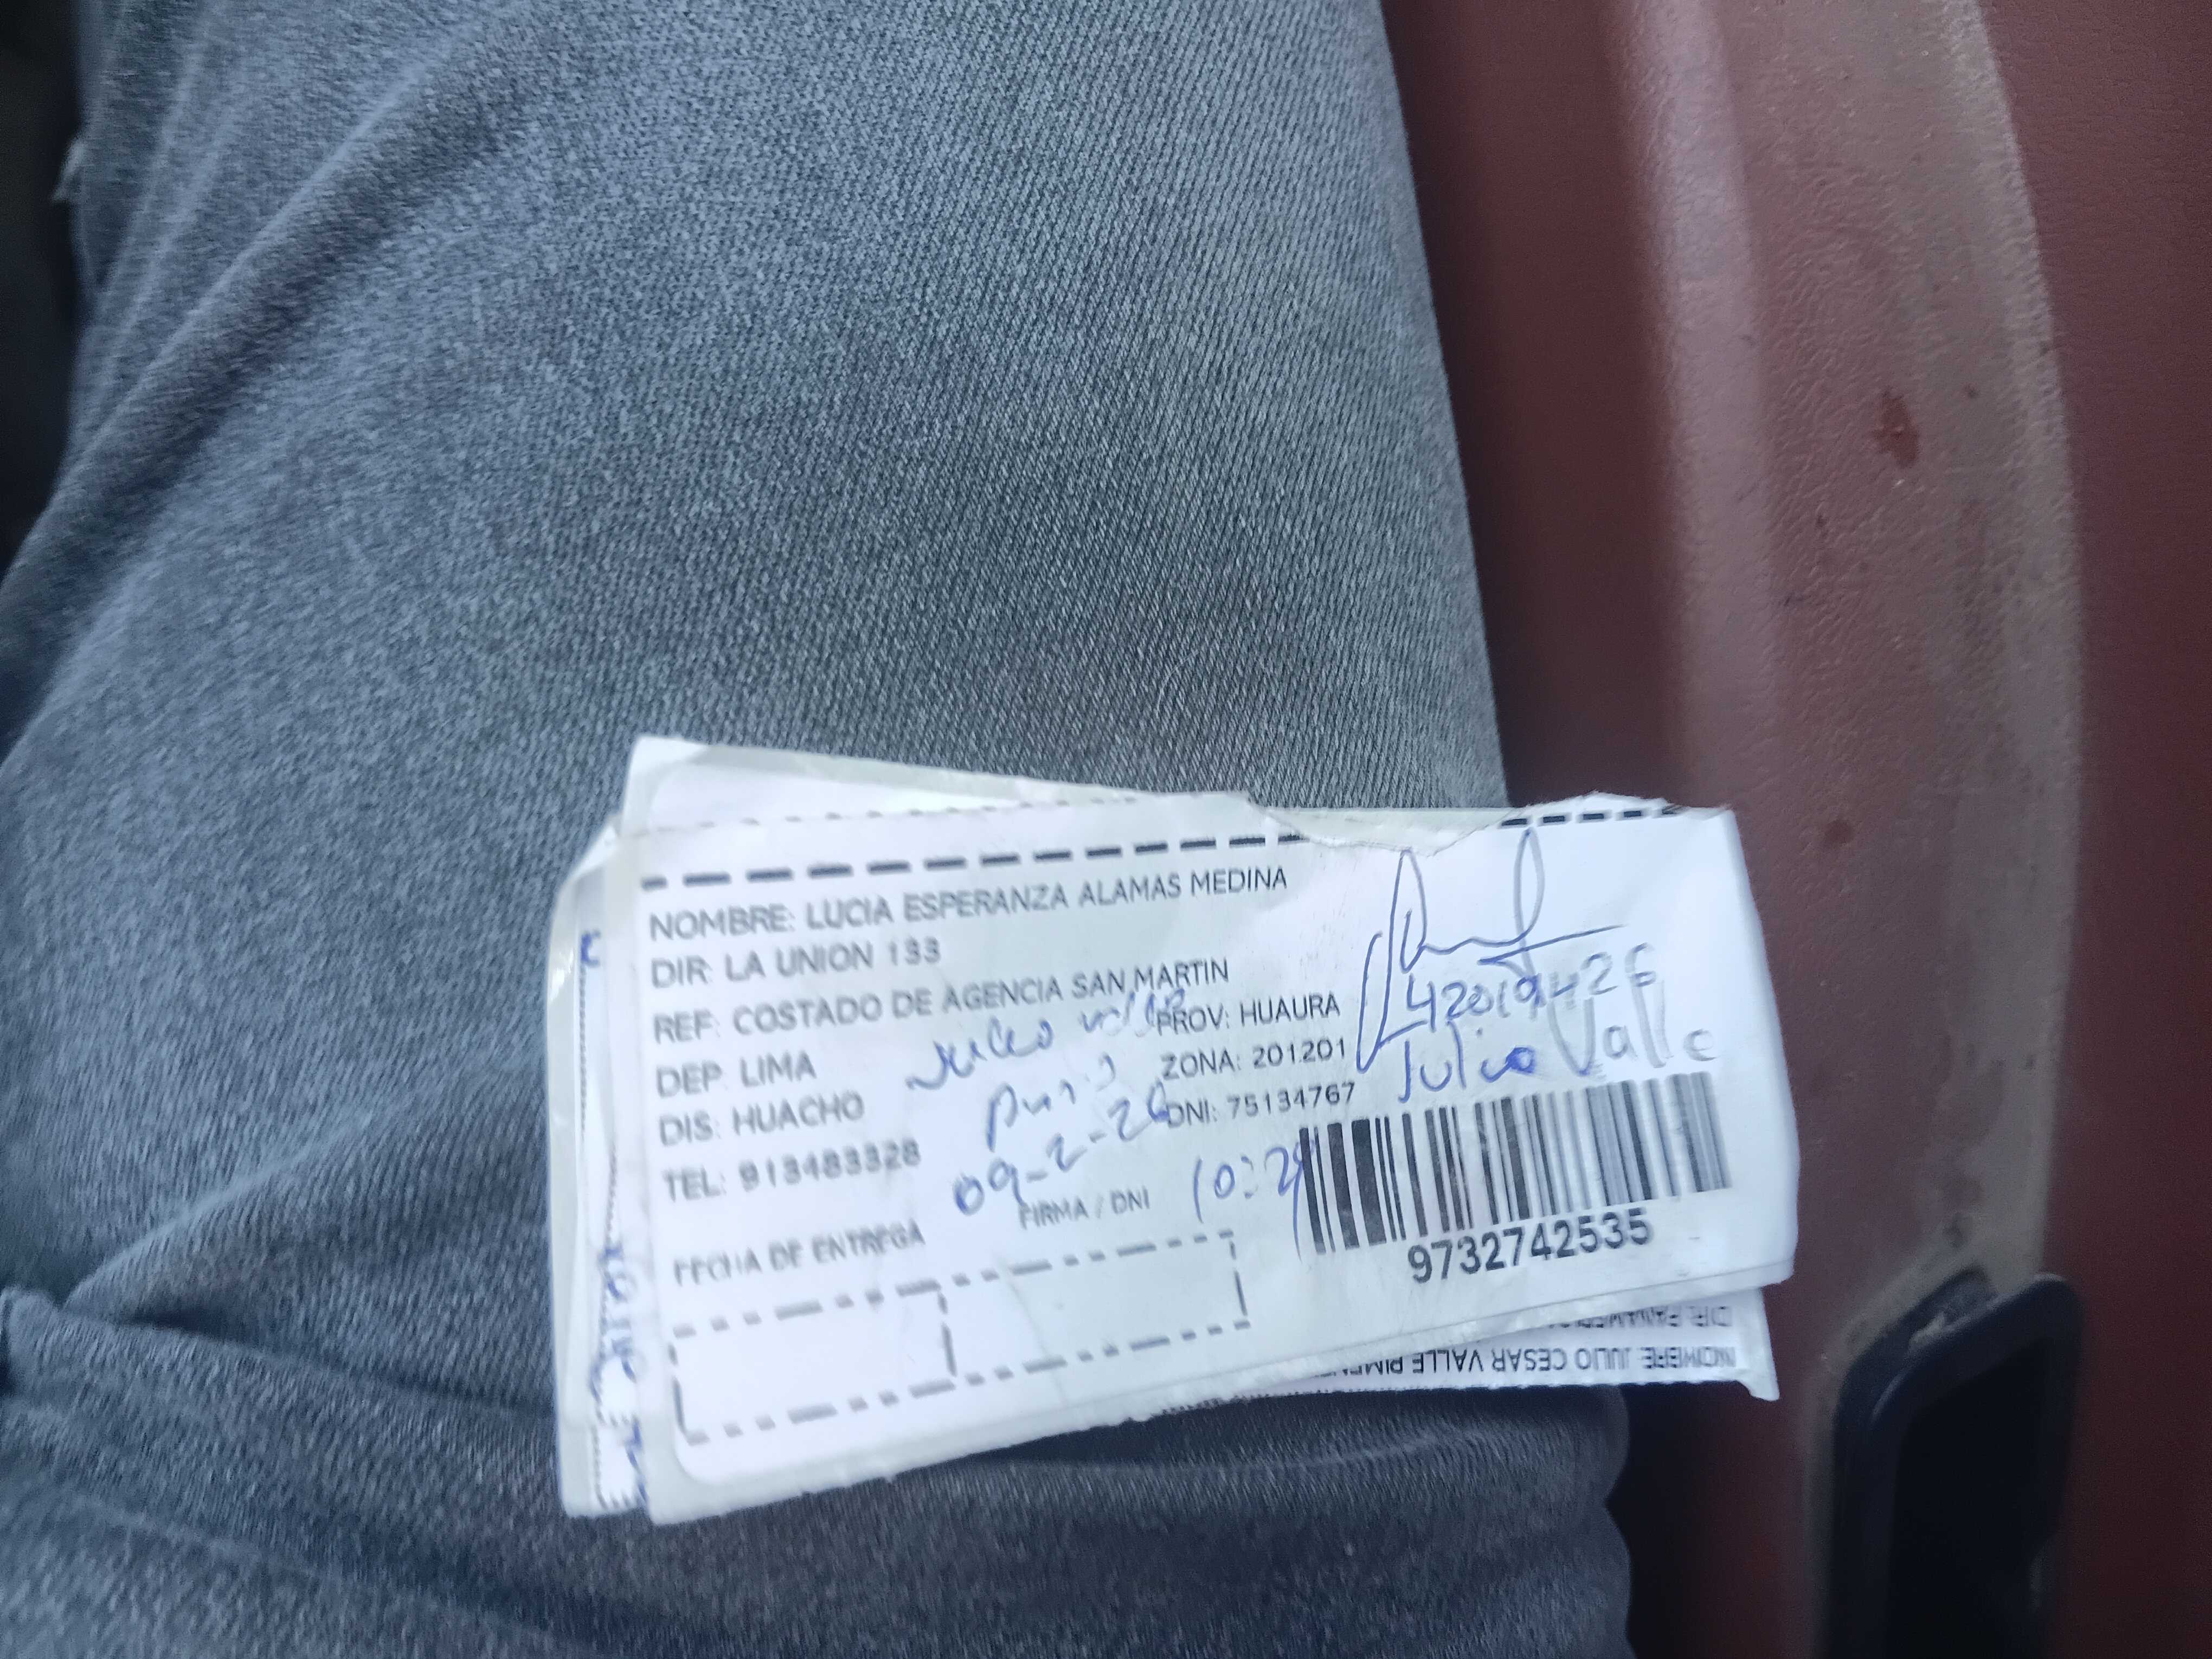 NOMBRE: LUCIA ESPERANZA ALAMAS MEDINA
DIR: LA UNION 133
REF: COSTADO DE AGENCIA SAN MARTIN
DEP: LIMA
PROV: HUAURA
DIS: HUACHO
ZONA: 201201
TEL: 913483328
DNI: 75134767
FECHA DE ENTREGA
FIRMA / DNI
42019426
Julio Valle
09-2-26
9732742535
NOMBRE: JULIO CESAR VALLE
DIR: